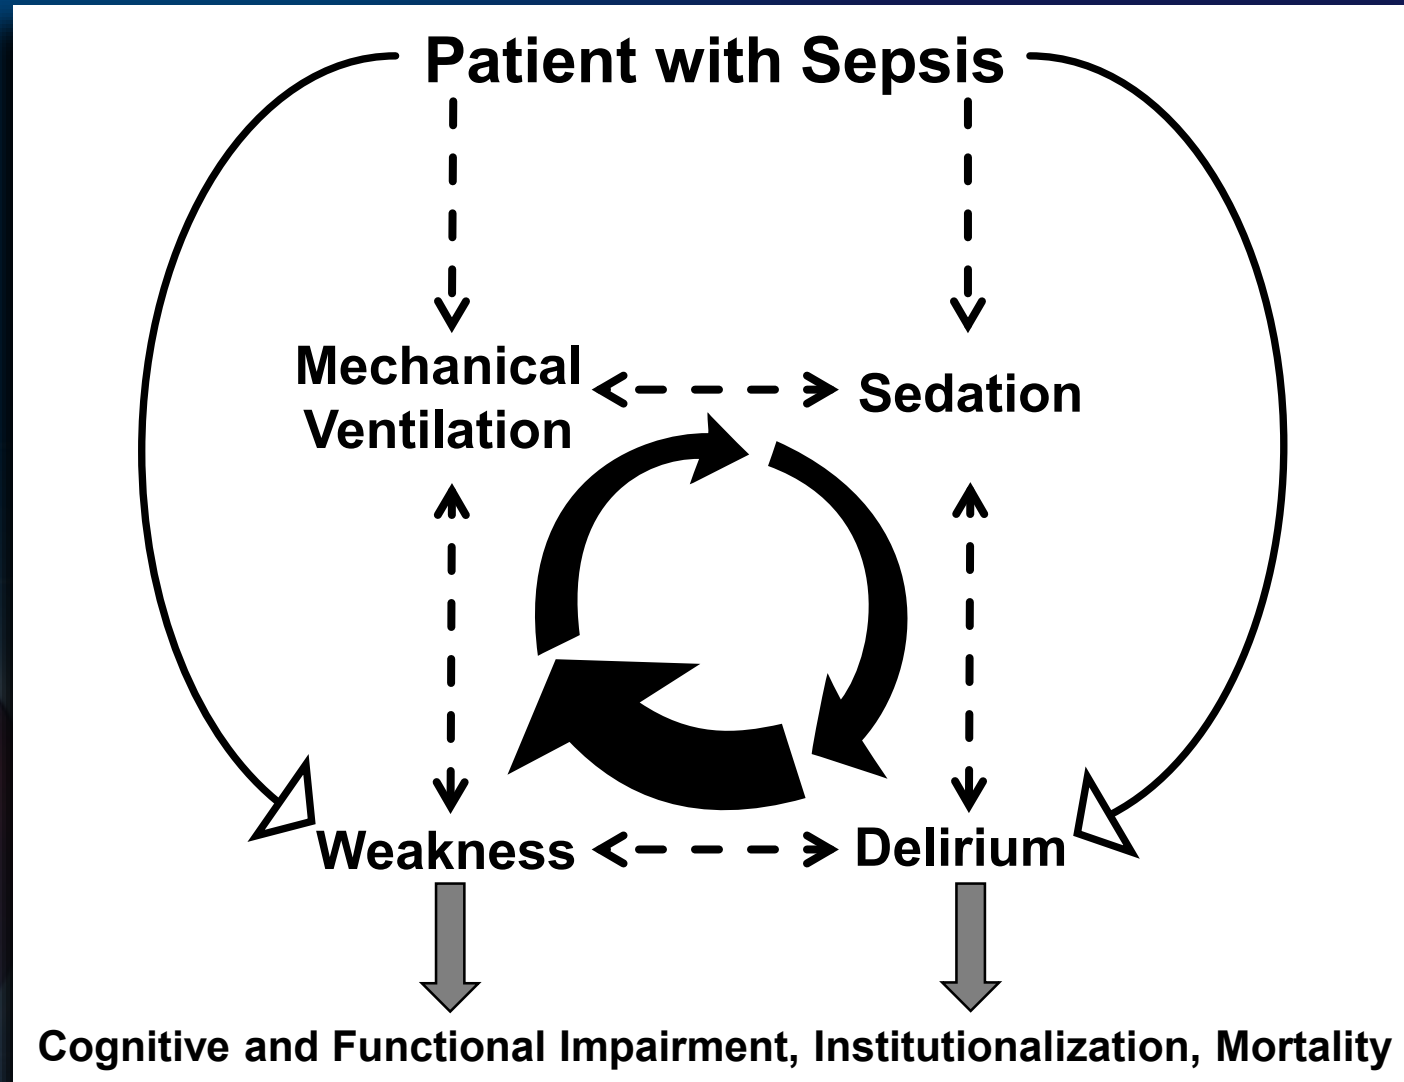 Patient with Sepsis
Mechanical
Ventilation
Sedation
Weakness
Delirium
Cognitive and Functional Impairment, Institutionalization, Mortality